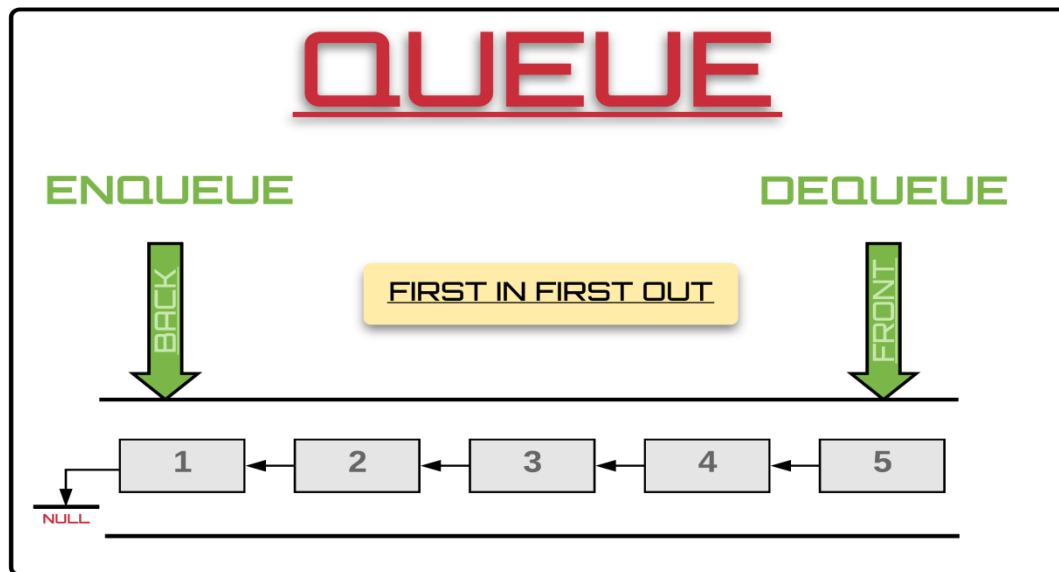 QUEUE
ENQUEUE
DEQUEUE
BACK
FIRST IN FIRST OUT
FRONT
1 2 3 4 5
NULL